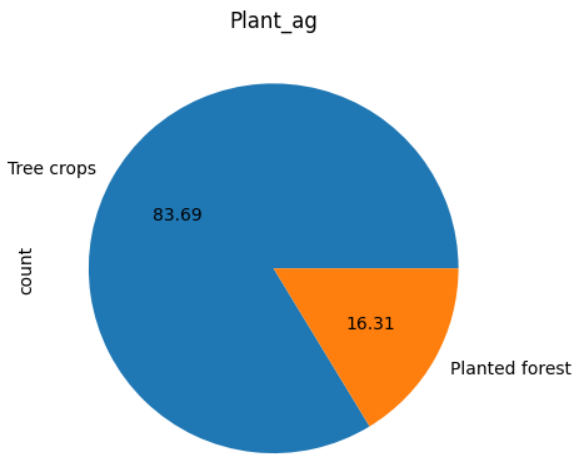 Plant_ag
Tree crops
83.69
count
16.31
Planted forest